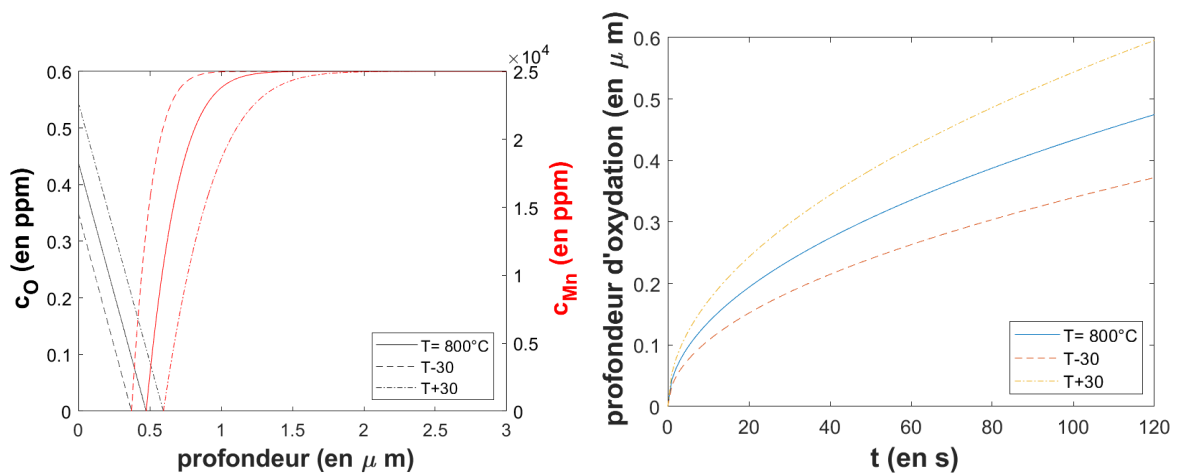 ×10⁴
0.6
0.5
0.4
0.3
0.2
0.1
0
c_O (en ppm)
2.5
2
1.5
1
0.5
0
c_Mn (en ppm)
T= 800°C
T-30
T+30
0 0.5 1 1.5 2 2.5 3
profondeur (en μ m)
0.6
0.5
0.4
0.3
0.2
0.1
0
profondeur d'oxydation (en μ m)
T= 800°C
T-30
T+30
0 20 40 60 80 100 120
t (en s)